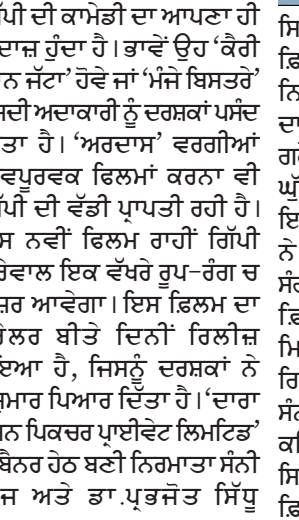 ੱਪੀ ਦੀ ਕਾਮੇਡੀ ਦਾ ਆਪਣਾ ਹੀ
ਦਾਜ਼ ਹੁੰਦਾ ਹੈ। ਭਾਵੇਂ ਉਹ ‘ਕੈਰੀ
ਨ ਜੱਟਾ’ ਹੋਵੇ ਜਾਂ ‘ਮੰਜੇ ਬਿਸਤਰੇ’
ਸਦੀ ਅਦਾਕਾਰੀ ਨੂੰ ਦਰਸ਼ਕਾਂ ਪਸੰਦ
ਤਾ ਹੈ। ‘ਅਰਦਾਸ’ ਵਰਗੀਆਂ
ਵਪੂਰਵਕ ਫਿਲਮਾਂ ਕਰਨਾ ਵੀ
ੱਪੀ ਦੀ ਵੱਡੀ ਪ੍ਰਾਪਤੀ ਰਹੀ ਹੈ।
ਸ ਨਵੀਂ ਫਿਲਮ ਰਾਹੀਂ ਗਿੱਪੀ
ਰੇਵਾਲ ਇਕ ਵੱਖਰੇ ਰੂਪ-ਰੰਗ ਚ
ਜ਼ਰ ਆਵੇਗਾ। ਇਸ ਫ਼ਿਲਮ ਦਾ
ਰੇਲਰ ਬੀਤੇ ਦਿਨੀਂ ਰਿਲੀਜ਼
ਇਆ ਹੈ, ਜਿਸਨੂੰ ਦਰਸ਼ਕਾਂ ਨੇ
ਸ਼ੁਮਾਰ ਪਿਆਰ ਦਿੱਤਾ ਹੈ।‘ਦਾਰਾ
ਨ ਪਿਕਚਰ ਪ੍ਰਾਈਵੇਟ ਲਿਮਟਿਡ’
ਬੈਨਰ ਹੇਠ ਬਣੀ ਨਿਰਮਾਤਾ ਸੰਨੀ
ਜ ਅਤੇ ਡਾ.ਪ੍ਰਭਜੋਤ ਸਿੱਧੂ